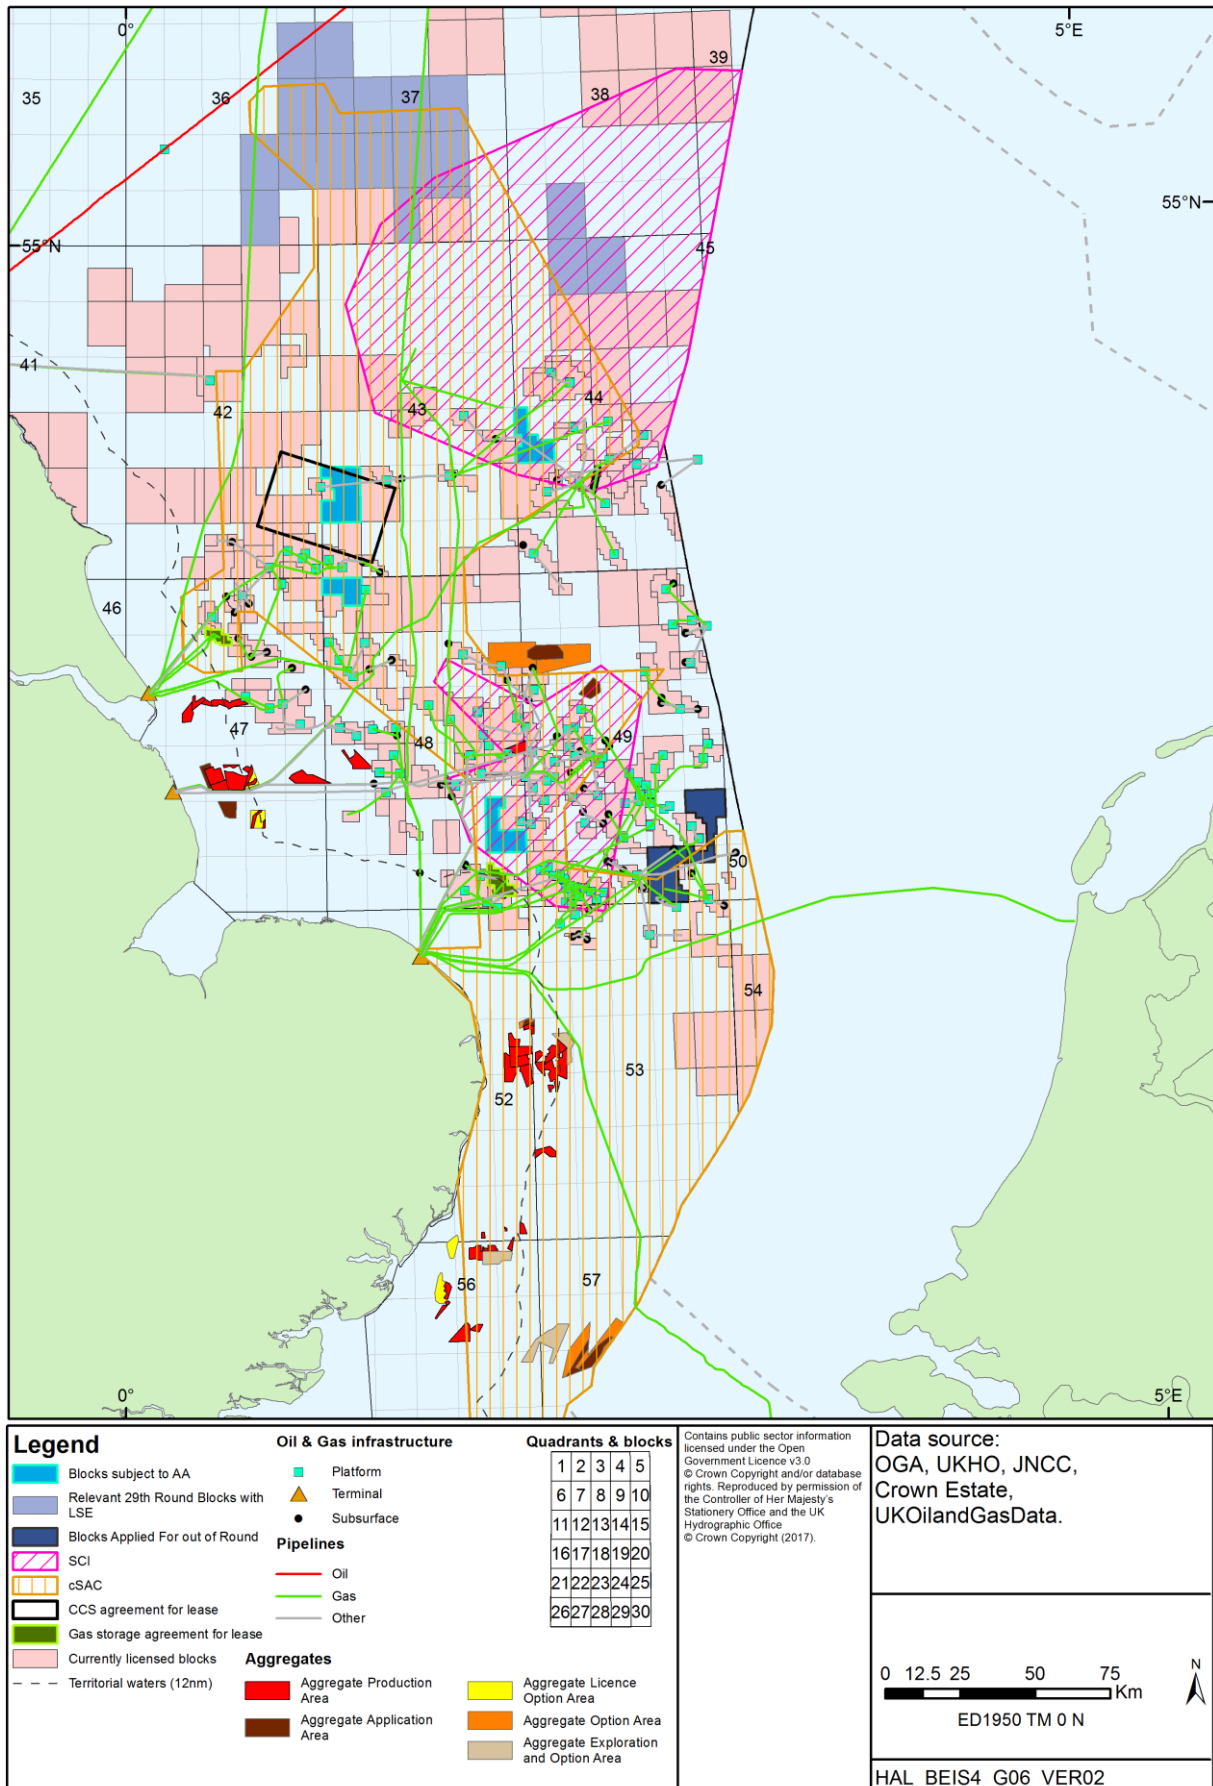 0°
5°E
39
35
36
37
38
55°N
55°N
45
41
42
43
44
46
47
48
49
50
54
53
52
56
57
0°
5°E
Legend
Blocks subject to AA
Relevant 29th Round Blocks with
LSE
Blocks Applied For out of Round
SCI
cSAC
CCS agreement for lease
Gas storage agreement for lease
Currently licensed blocks
Territorial waters (12nm)
Oil & Gas infrastructure
Platform
Terminal
Subsurface
Pipelines
Oil
Gas
Other
Aggregates
Aggregate Production
Area
Aggregate Application
Area
Aggregate Licence
Option Area
Aggregate Option Area
Aggregate Exploration
and Option Area
Quadrants & blocks
1 2 3 4 5
6 7 8 9 10
11 12 13 14 15
16 17 18 19 20
21 22 23 24 25
26 27 28 29 30
Contains public sector information
licensed under the Open
Government Licence v3.0
© Crown Copyright and/or database
rights. Reproduced by permission of
the Controller of Her Majesty's
Stationery Office and the UK
Hydrographic Office
© Crown Copyright (2017).
Data source:
OGA, UKHO, JNCC,
Crown Estate,
UKOilandGasData.
0 12.5 25 50 75
Km
N
ED1950 TM 0 N
HAL_BEIS4_G06_VER02